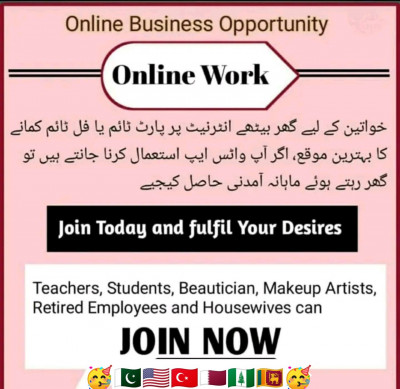 Online Business Opportunity
Online Work
خواتین کے لیے گھر بیٹھے انٹرنیٹ پر پارٹ ٹائم یا فل ٹائم کمانے
کا بہترین موقع، اگر آپ واٹس ایپ استعمال کرنا جانتے ہیں تو
گھر رہتے ہوئے ماہانہ آمدنی حاصل کیجیے
Join Today and fulfil Your Desires
Teachers, Students, Beautician, Makeup Artists,
Retired Employees and Housewives can
JOIN NOW